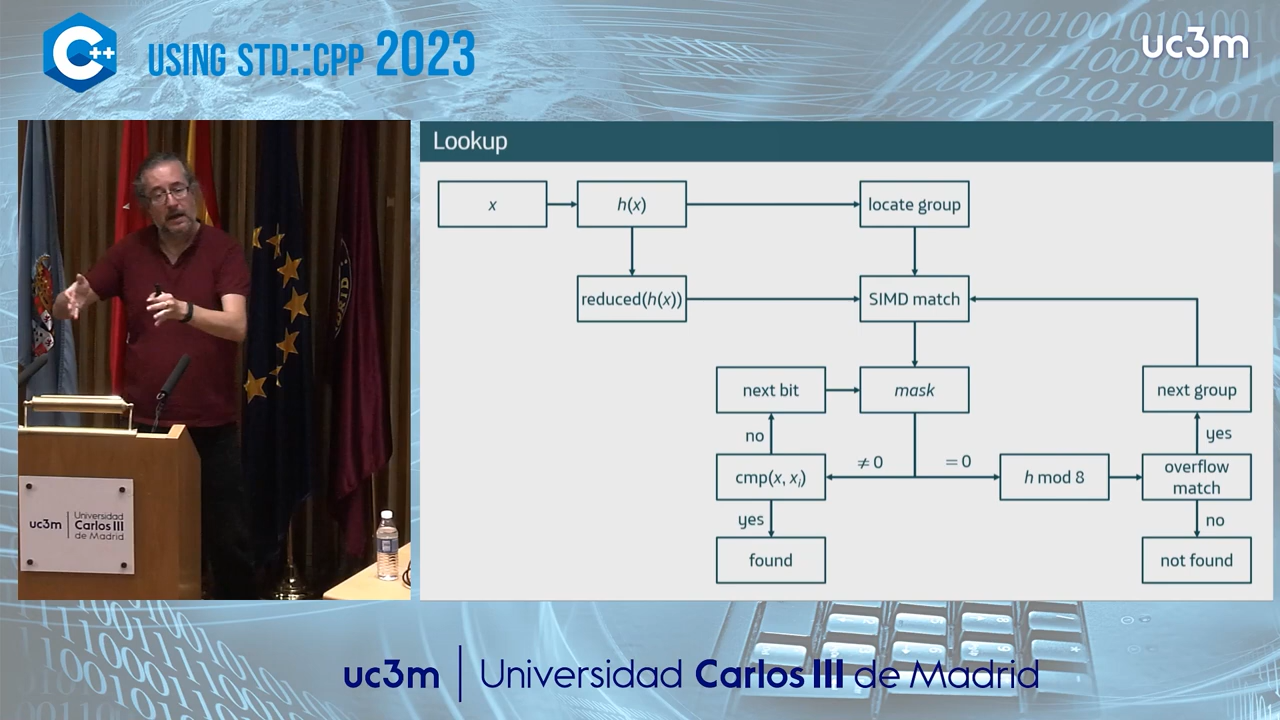 C++
USING STD::CPP 2023
uc3m
Lookup
x
h(x)
locate group
reduced(h(x))
SIMD match
next bit
mask
next group
no
yes
≠ 0
= 0
cmp(x, xᵢ)
h mod 8
overflow
match
yes
no
found
not found
uc3m
Universidad
Carlos III
de Madrid
uc3m | Universidad Carlos III de Madrid